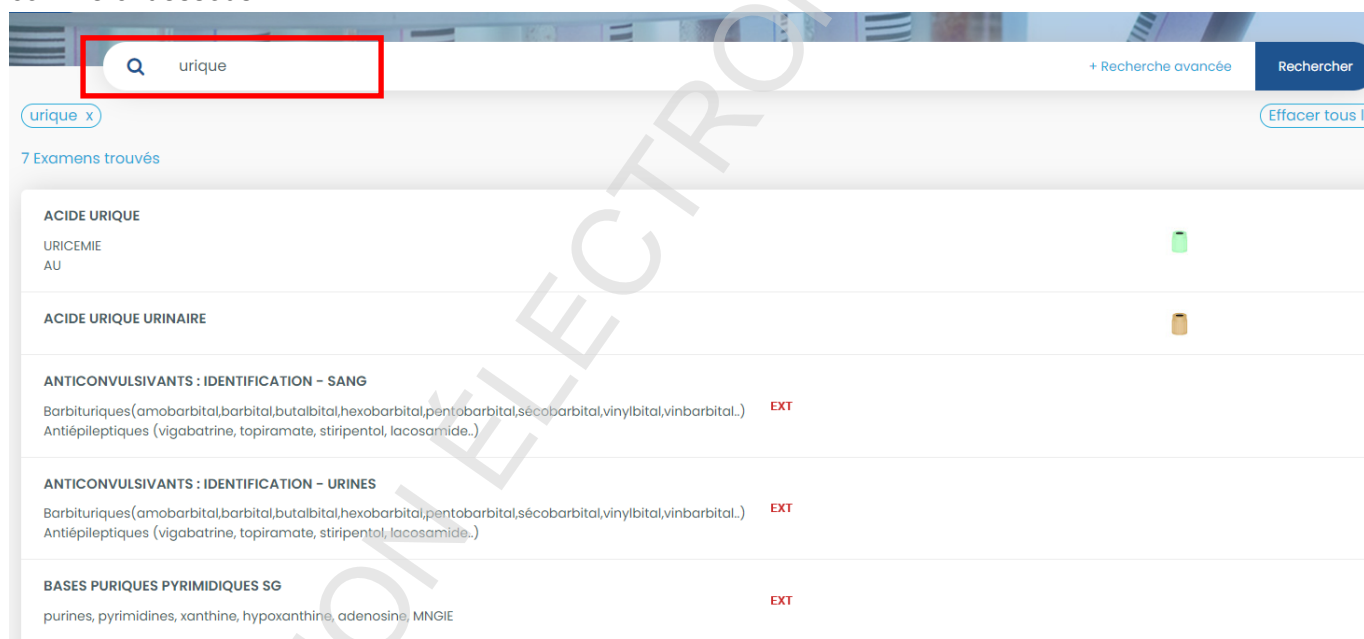 urique
+ Recherche avancée
Rechercher
urique x
Effacer tous l
7 Examens trouvés
ACIDE URIQUE
URICEMIE
AU
ACIDE URIQUE URINAIRE
ANTICONVULSIVANTS : IDENTIFICATION - SANG
Barbituriques(amobarbital,barbital,butalbital,hexobarbital,pentobarbital,sécobarbital,vinylbital,vinbarbital..)
EXT
Antiépileptiques (vigabatrine, topiramate, stiripentol, lacosamide..)
ANTICONVULSIVANTS : IDENTIFICATION - URINES
Barbituriques(amobarbital,barbital,butalbital,hexobarbital,pentobarbital,sécobarbital,vinylbital,vinbarbital..)
EXT
Antiépileptiques (vigabatrine, topiramate, stiripentol, lacosamide..)
BASES PURIQUES PYRIMIDIQUES SG
EXT
purines, pyrimidines, xanthine, hypoxanthine, adenosine, MNGIE
ION ÉLECTRO